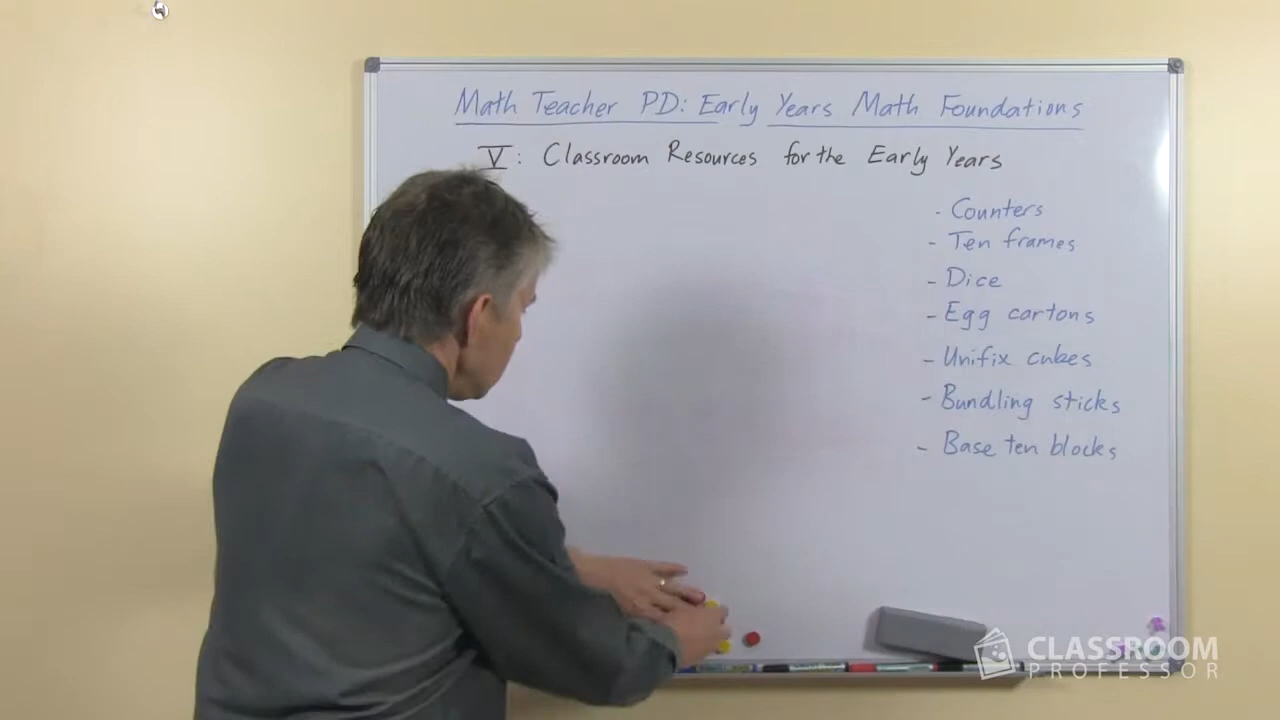 Math Teacher PD: Early Years Math Foundations
V: Classroom Resources for the Early Years
- Counters
- Ten frames
- Dice
- Egg cartons
- Unifix cubes
- Bundling sticks
- Base ten blocks
CLASSROOM
PROFESSOR